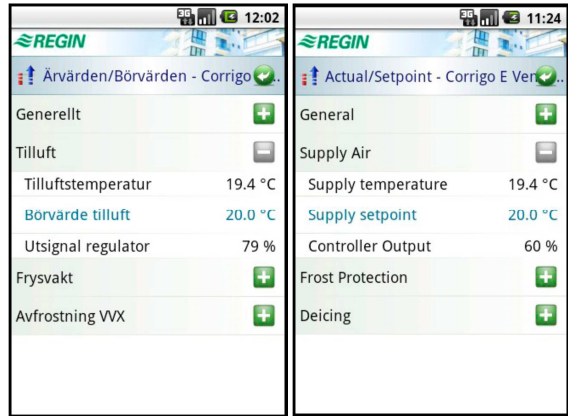 3G 12:02
REGIN
Ärvärden/Börvärden - Corrigo ...
Generellt
Tilluft
Tilluftstemperatur 19.4 °C
Börvärde tilluft 20.0 °C
Utsignal regulator 79 %
Frysvakt
Avfrostning VVX
3G 11:24
REGIN
Actual/Setpoint - Corrigo E Ven...
General
Supply Air
Supply temperature 19.4 °C
Supply setpoint 20.0 °C
Controller Output 60 %
Frost Protection
Deicing